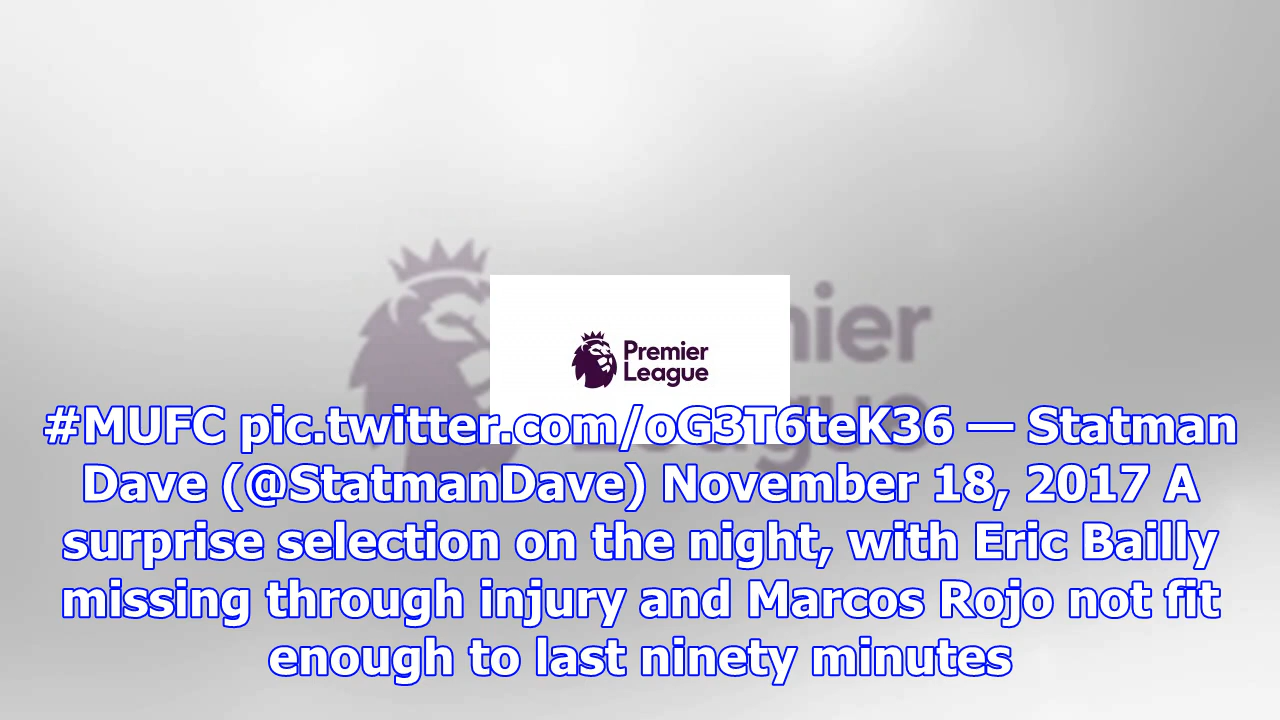 Premier
League
mier
#MUFC pic.twitter.com/oG3T6teK36 — Statman
Dave (@StatmanDave) November 18, 2017 A
surprise selection on the night, with Eric Bailly
missing through injury and Marcos Rojo not fit
enough to last ninety minutes